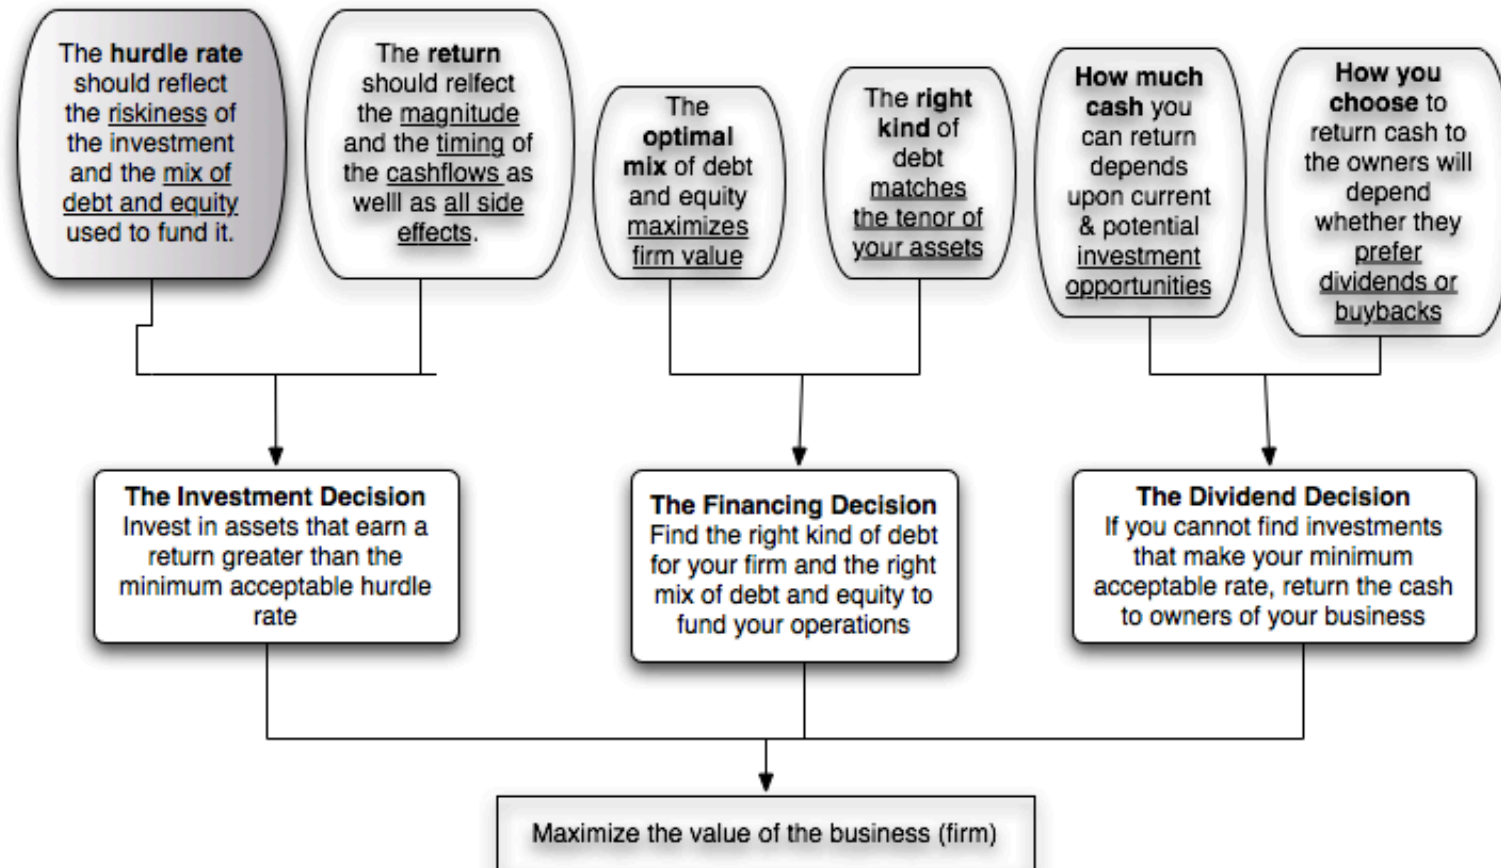 The hurdle rate
should reflect
the riskiness of
the investment
and the mix of
debt and equity
used to fund it.
The return
should relfect
the magnitude
and the timing of
the cashflows as
welll as all side
effects.
The
optimal
mix of debt
and equity
maximizes
firm value
The right
kind of
debt
matches
the tenor of
your assets
How much
cash you
can return
depends
upon current
& potential
investment
opportunities
How you
choose to
return cash to
the owners will
depend
whether they
prefer
dividends or
buybacks
The Investment Decision
Invest in assets that earn a
return greater than the
minimum acceptable hurdle
rate
The Financing Decision
Find the right kind of debt
for your firm and the right
mix of debt and equity to
fund your operations
The Dividend Decision
If you cannot find investments
that make your minimum
acceptable rate, return the cash
to owners of your business
Maximize the value of the business (firm)